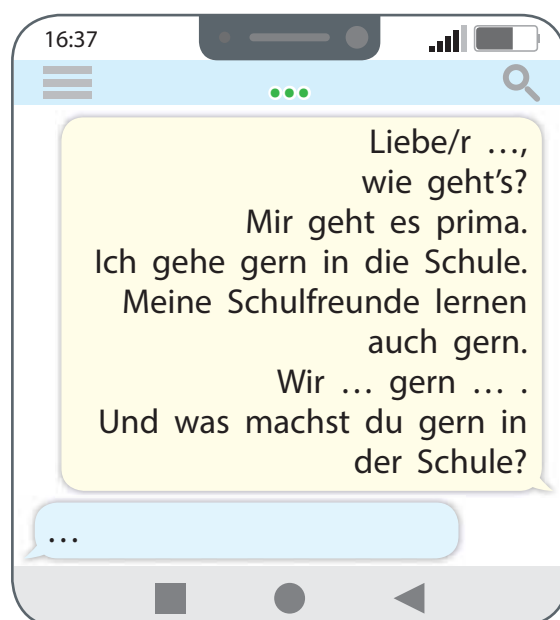 16:37
Liebe/r …,
wie geht's?
Mir geht es prima.
Ich gehe gern in die Schule.
Meine Schulfreunde lernen
auch gern.
Wir … gern … .
Und was machst du gern in
der Schule?
…